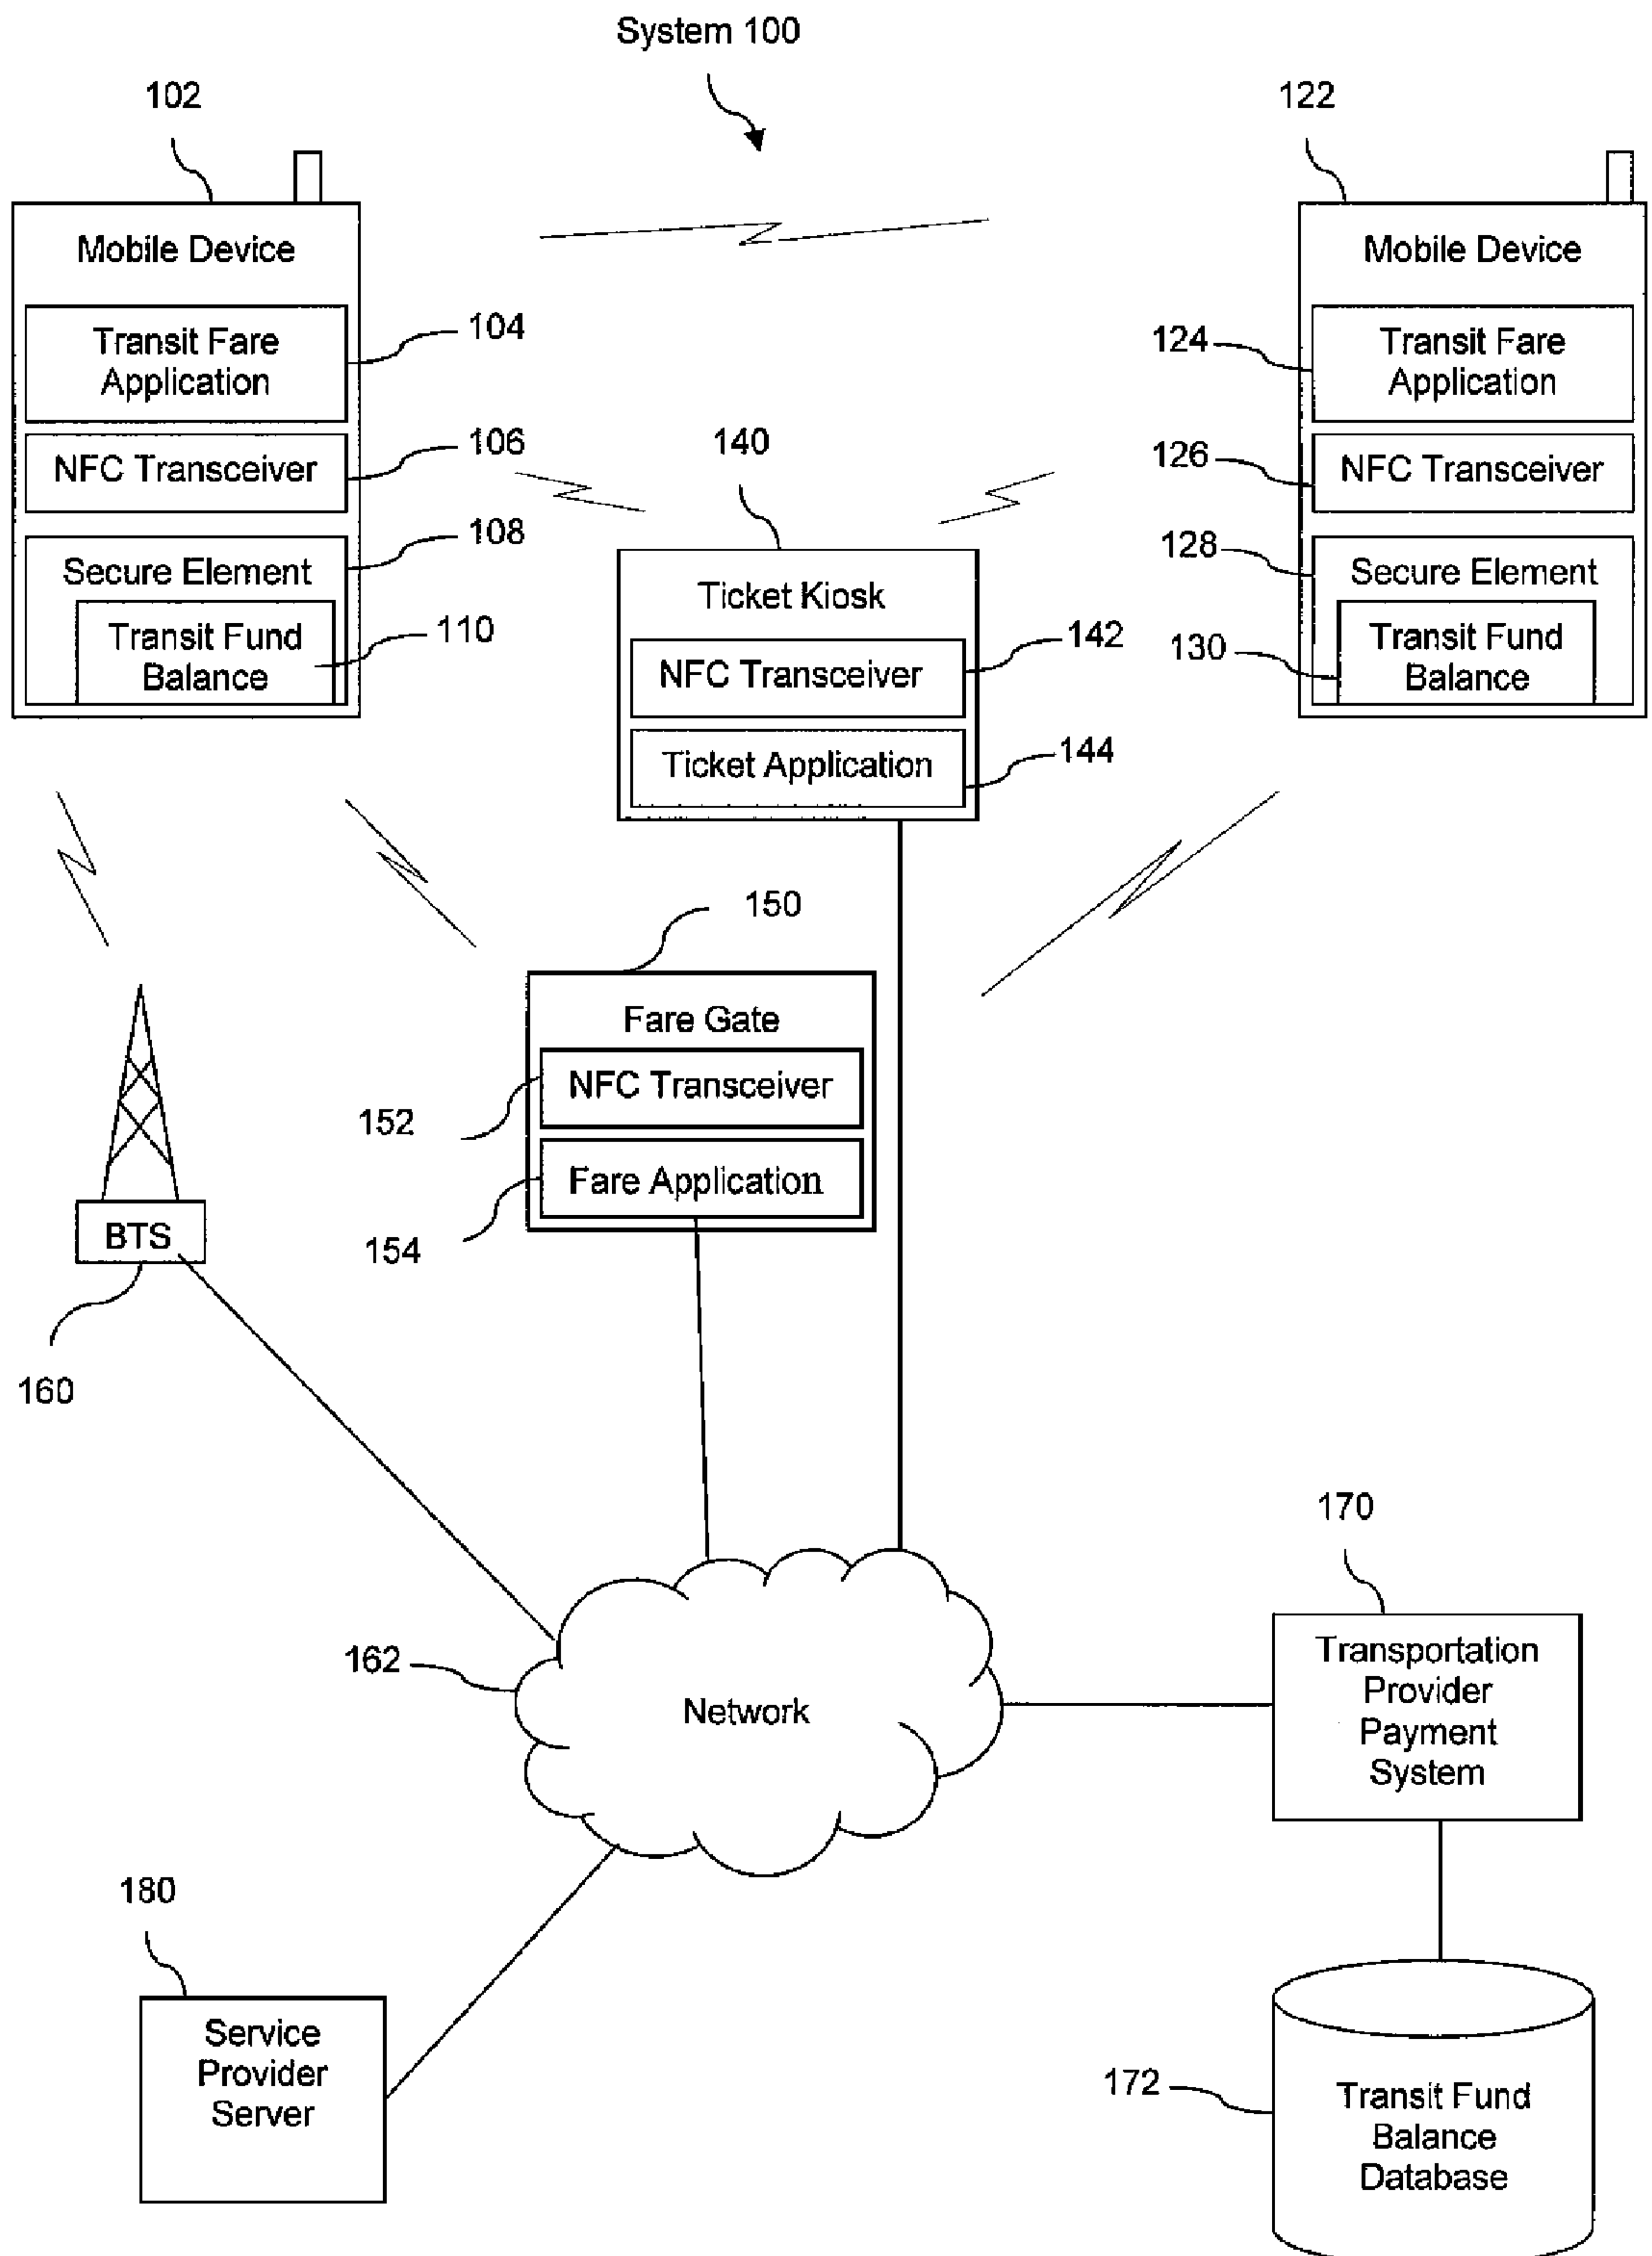 System 100
102
122
Mobile Device
Transit Fare
Application
104
NFC Transceiver
106
Secure Element
108
Transit Fund
Balance
110
Mobile Device
124
Transit Fare
Application
126
NFC Transceiver
128
Secure Element
130
Transit Fund
Balance
140
Ticket Kiosk
NFC Transceiver
142
Ticket Application
144
150
Fare Gate
NFC Transceiver
152
Fare Application
154
BTS
160
162
Network
170
Transportation
Provider
Payment
System
180
Service
Provider
Server
172
Transit Fund
Balance
Database